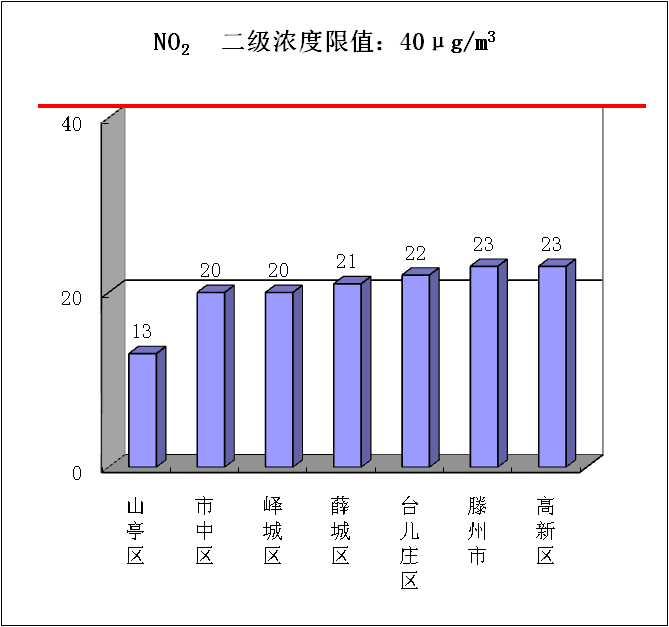 NO₂ 二级浓度限值：40μg/m³
40
20
0
13
20
20
21
22
23
23
山亭区
市中区
峄城区
薛城区
台儿庄区
滕州市
高新区